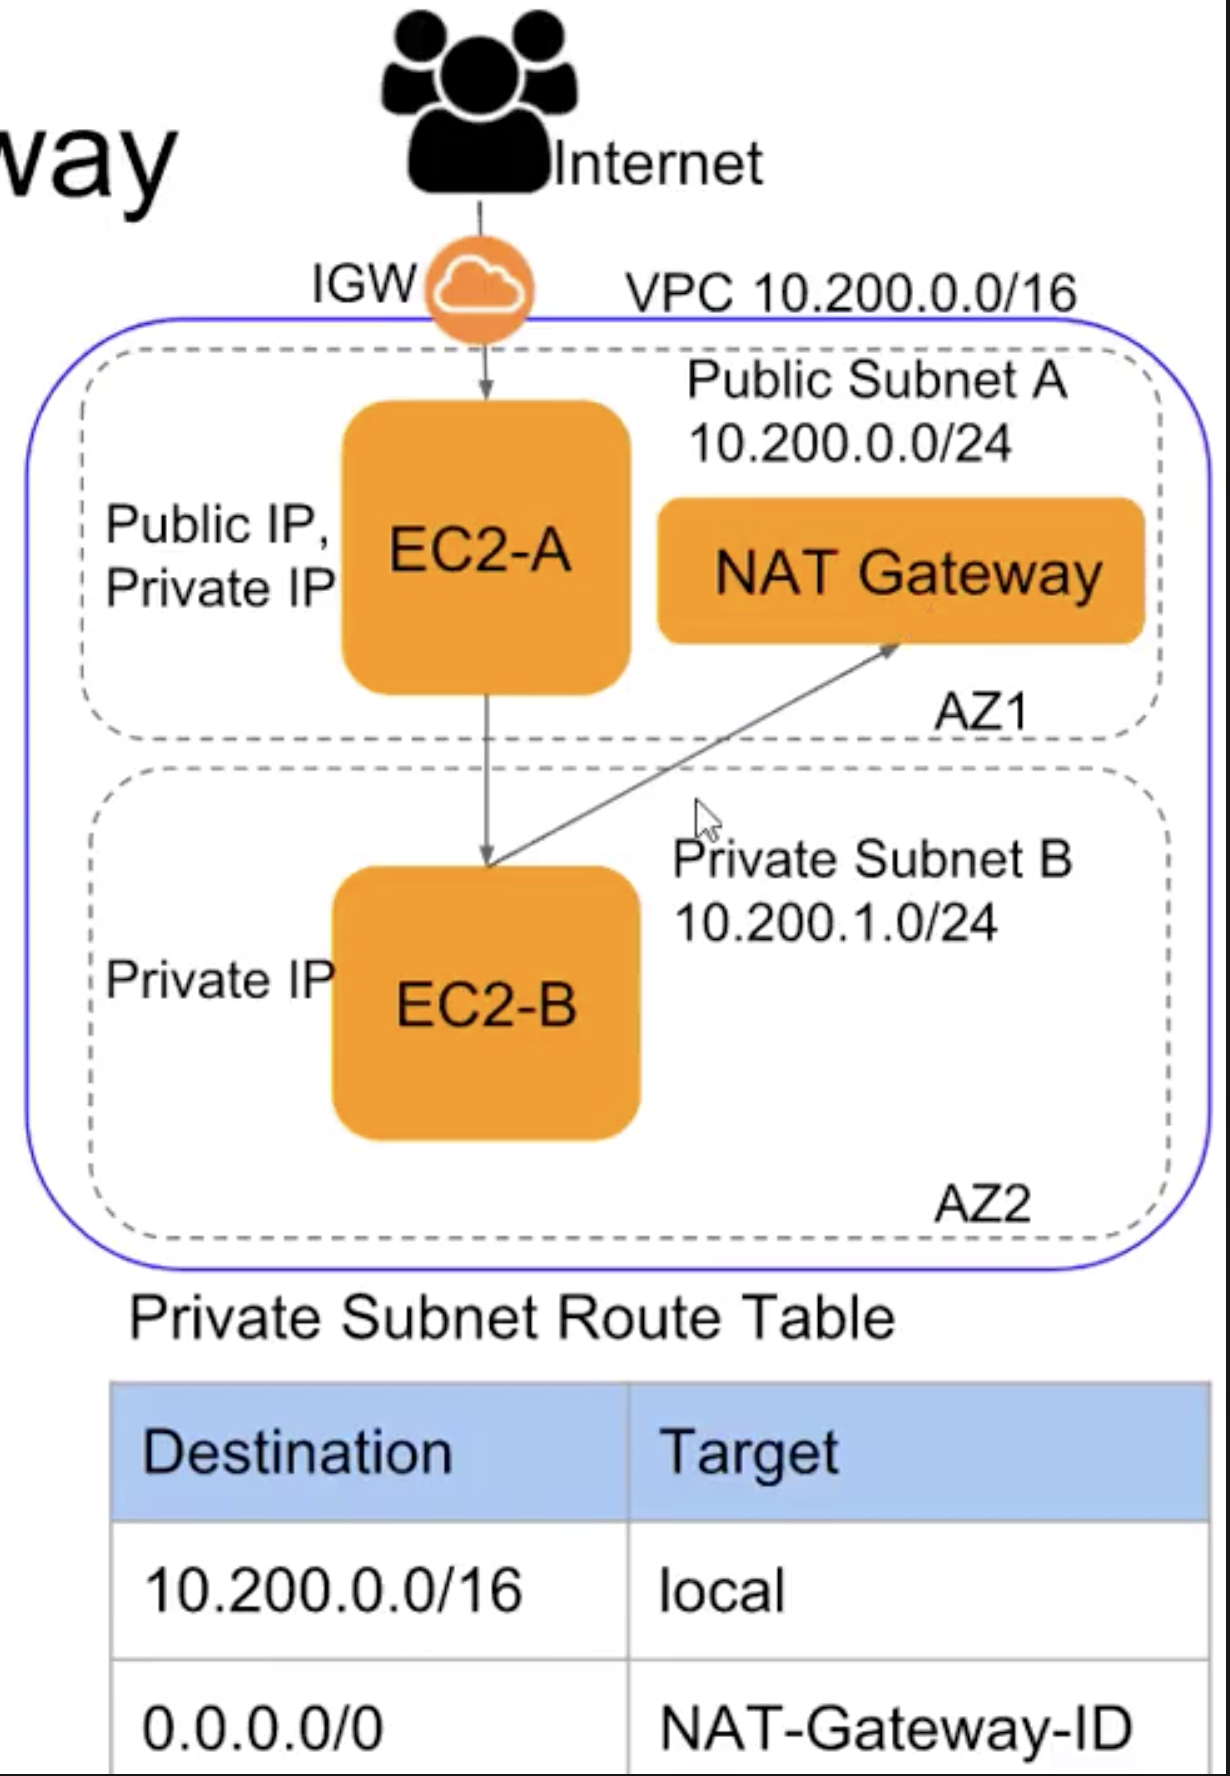 way
Internet
IGW
VPC 10.200.0.0/16
Public Subnet A
10.200.0.0/24
Public IP,
Private IP
EC2-A
NAT Gateway
AZ1
Private Subnet B
10.200.1.0/24
Private IP
EC2-B
AZ2
Private Subnet Route Table
Destination Target
10.200.0.0/16 local
0.0.0.0/0 NAT-Gateway-ID